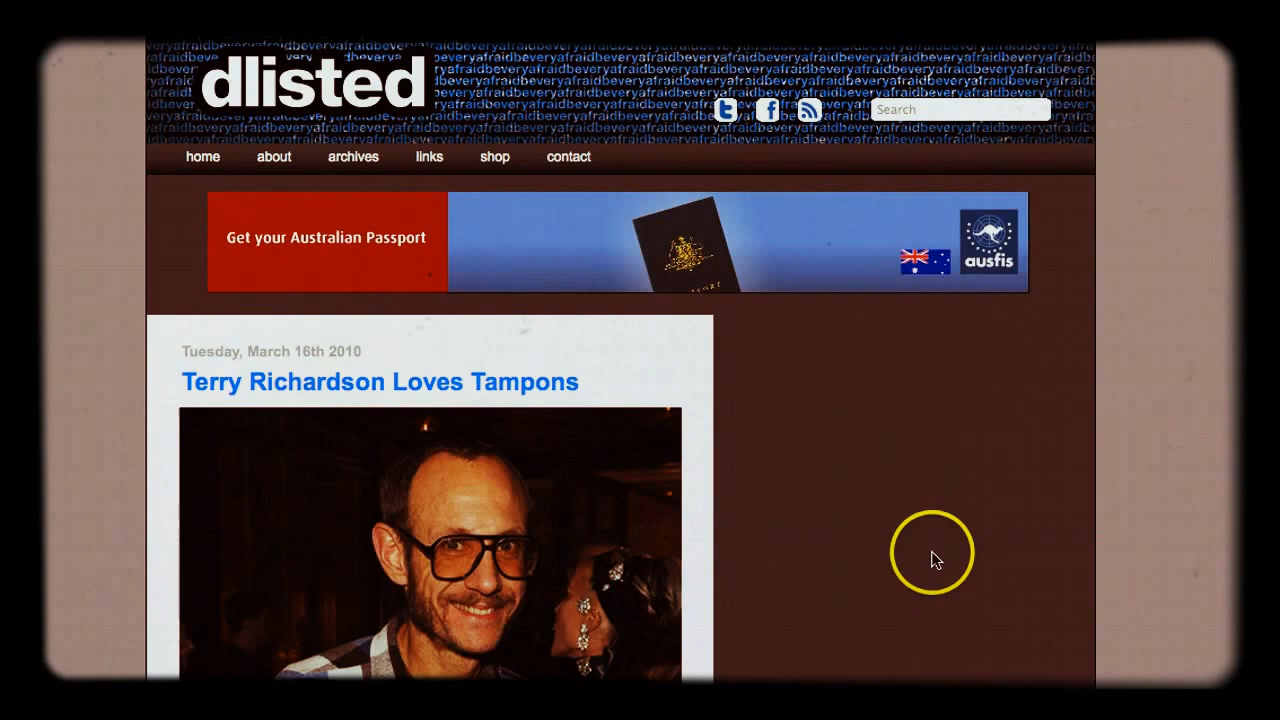 beveryafraidbeveryafraidbeveryafraidbeveryafraid
dlisted
Search
home about archives links shop contact
Get your Australian Passport
ausfis
Tuesday, March 16th 2010
Terry Richardson Loves Tampons